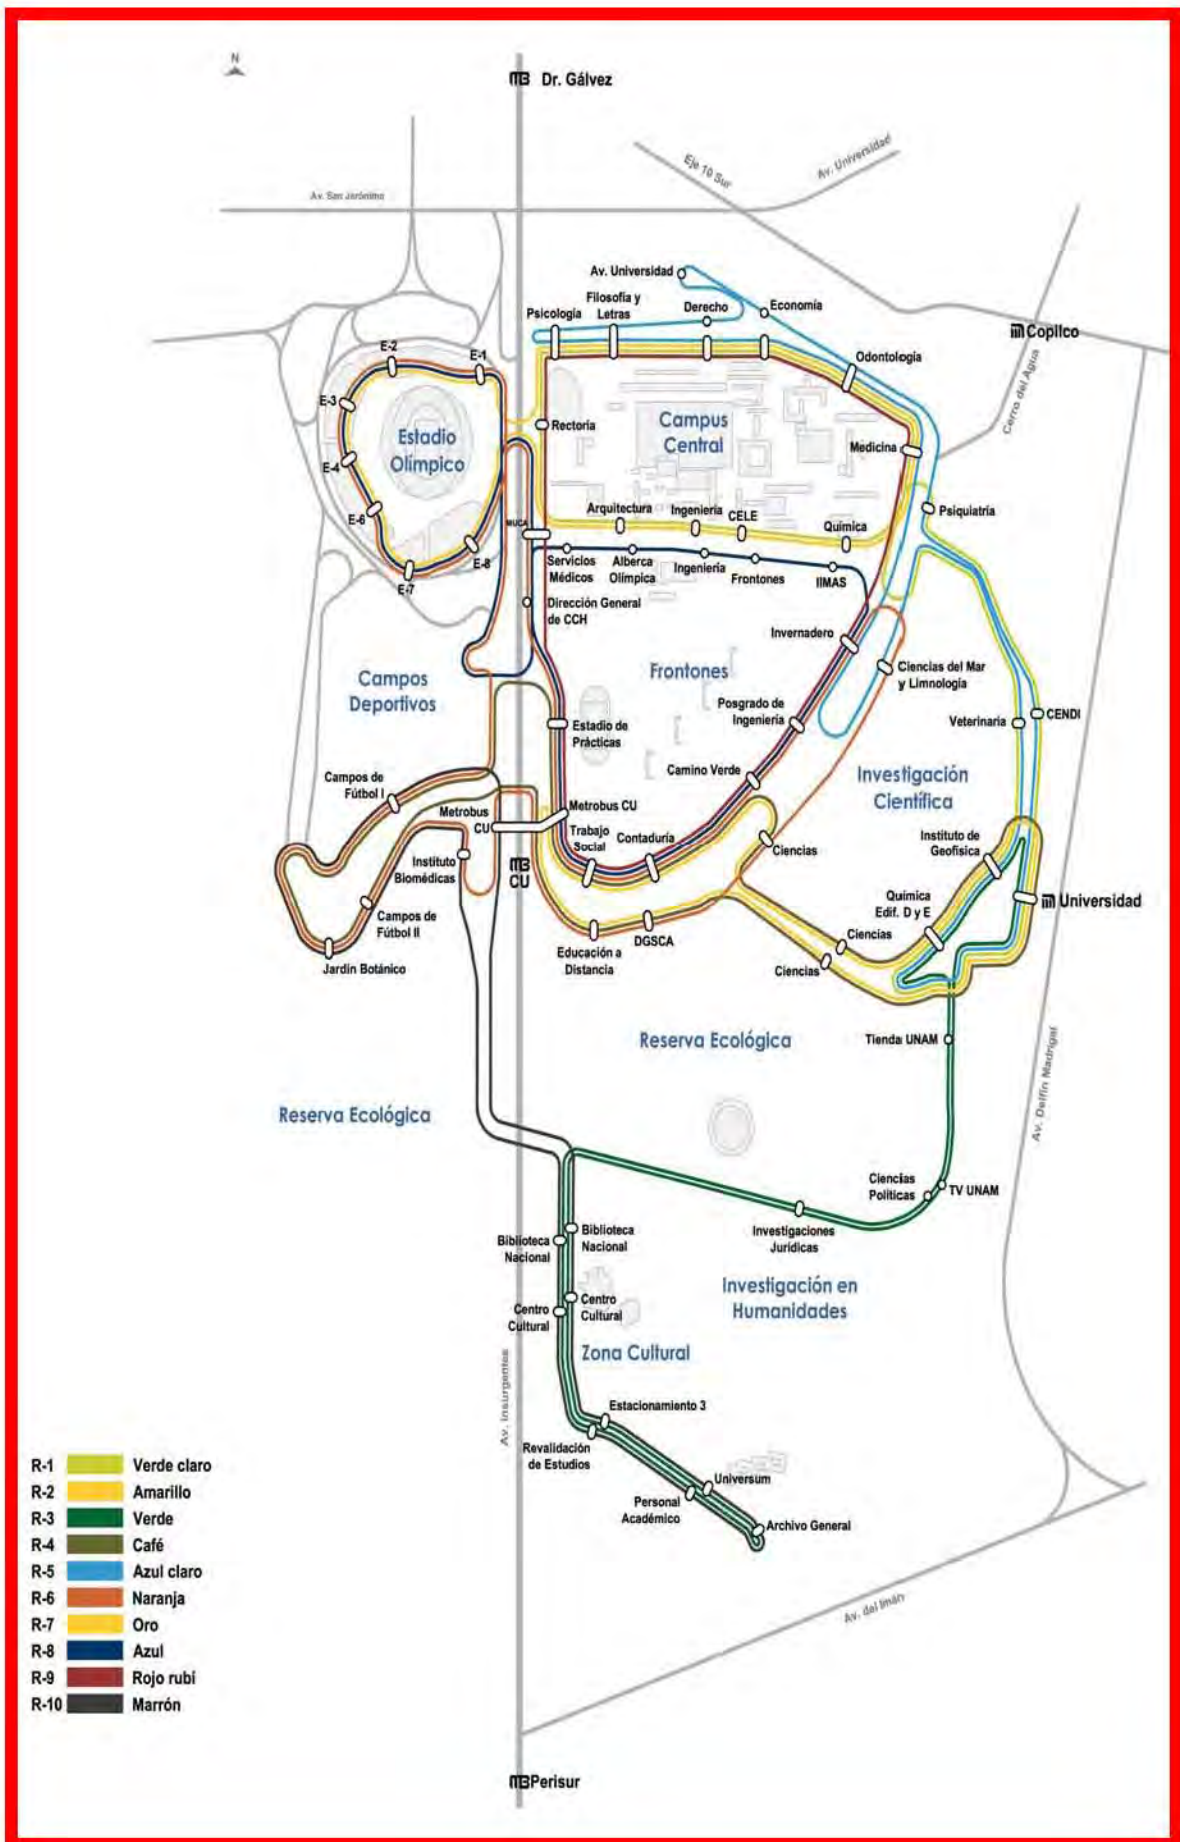 N
MB Dr. Gálvez
Eje 10 Sur
Av. Universidad
Av. San Jerónimo
Av. Universidad
Filosofía y
Letras
Derecho
Economía
Psicología
Copilco
E-2
E-1
Odontología
Cerro del Agua
E-3
Estadio
Olímpico
Rectoría
Campus
Central
Medicina
E-4
E-6
MUCA
Arquitectura
Ingeniería
CELE
Química
Psiquiatría
E-8
E-7
Servicios
Médicos
Alberca
Olímpica
Ingeniería
Frontones
IIMAS
Dirección General
de CCH
Invernadero
Campos
Deportivos
Frontones
Ciencias del Mar
y Limnología
Estadio de
Prácticas
Posgrado de
Ingeniería
Veterinaria
CENDI
Campos de
Fútbol I
Camino Verde
Investigación
Científica
Metrobus
CU
Metrobus CU
Trabajo
Social
Contaduría
Ciencias
Instituto de
Geofísica
Instituto
Biomédicas
MB
CU
Química
Edif. D y E
Universidad
Campos de
Fútbol II
Jardín Botánico
Educación a
Distancia
DGSCA
Ciencias
Ciencias
Reserva Ecológica
Tienda UNAM
Reserva Ecológica
Av. Delfín Madrigal
Ciencias
Políticas
TV UNAM
Biblioteca
Nacional
Biblioteca
Nacional
Investigaciones
Jurídicas
Investigación en
Humanidades
Centro
Cultural
Centro
Cultural
Zona Cultural
Av. Insurgentes
Estacionamiento 3
Revalidación
de Estudios
Universum
Personal
Académico
Archivo General
Av. del Imán
R-1 Verde claro
R-2 Amarillo
R-3 Verde
R-4 Café
R-5 Azul claro
R-6 Naranja
R-7 Oro
R-8 Azul
R-9 Rojo rubí
R-10 Marrón
MB Perisur